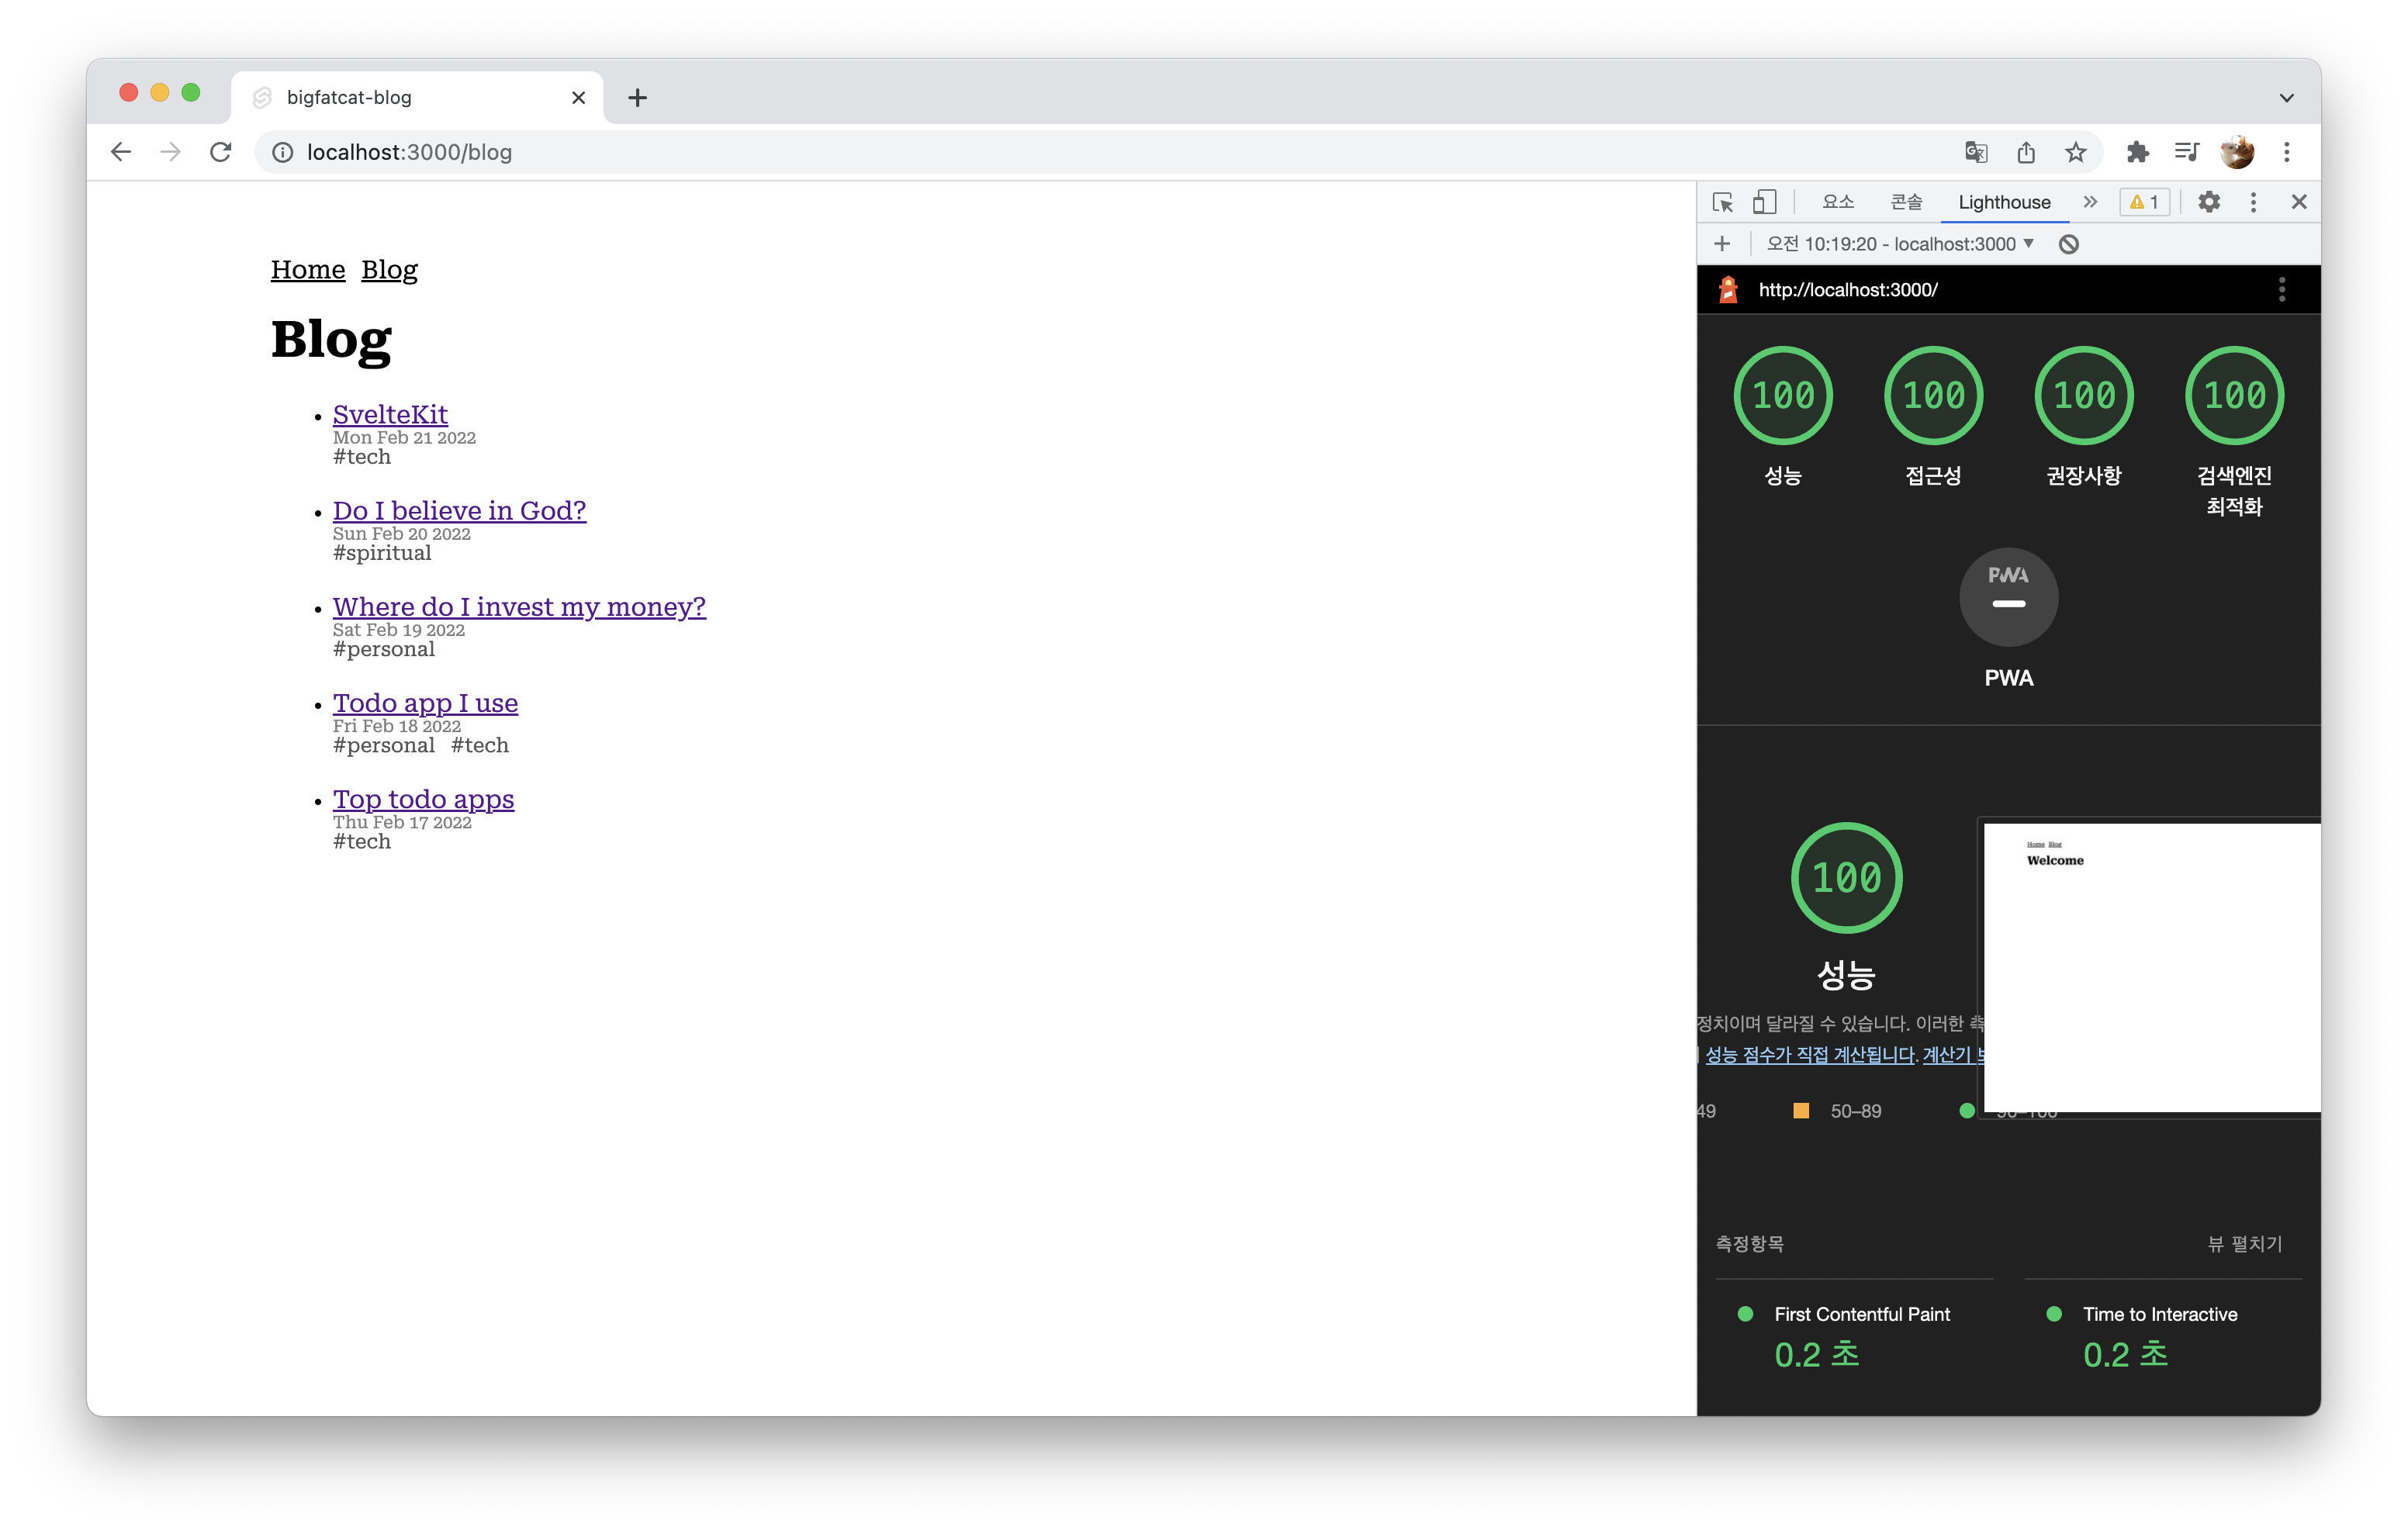 bigfatcat-blog
localhost:3000/blog
Home Blog
Blog
SvelteKit
Mon Feb 21 2022
#tech
Do I believe in God?
Sun Feb 20 2022
#spiritual
Where do I invest my money?
Sat Feb 19 2022
#personal
Todo app I use
Fri Feb 18 2022
#personal #tech
Top todo apps
Thu Feb 17 2022
#tech
요소 콘솔 Lighthouse 1
오전 10:19:20 - localhost:3000
http://localhost:3000/
100 100 100 100
성능 접근성 권장사항 검색엔진
최적화
PWA
PWA
100
성능
Home Blog
Welcome
정치이며 달라질 수 있습니다. 이러한
성능 점수가 직접 계산됩니다. 계산기
49 50–89 90–100
측정항목 뷰 펼치기
First Contentful Paint
0.2 초
Time to Interactive
0.2 초